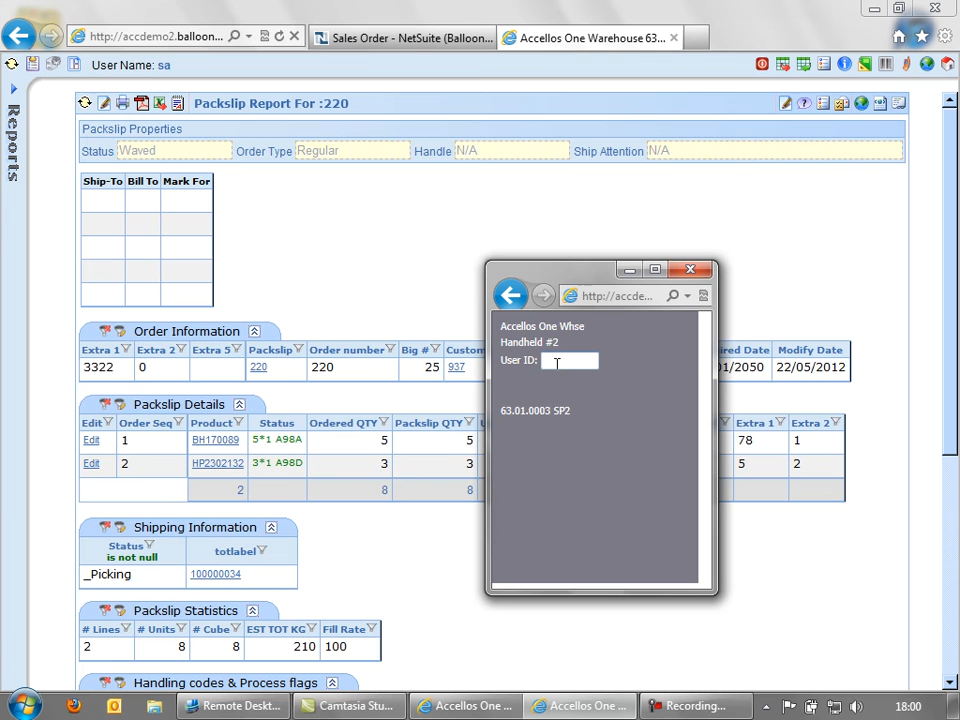 http://accdemo2.balloon...
Sales Order - NetSuite (Balloon...
Accellos One Warehouse 63...
User Name: sa
Reports
Packslip Report For :220
Packslip Properties
Status Waved Order Type Regular Handle N/A Ship Attention N/A
Ship-To Bill To Mark For
Order Information
Extra 1 Extra 2 Extra 5 Packslip Order number Big # Custom ired Date Modify Date
3322 0 220 220 25 937 01/2050 22/05/2012
Packslip Details
Edit Order Seq Product Status Ordered QTY Packslip QTY Extra 1 Extra 2
Edit 1 BH170089 5*1 A98A 5 5 78 1
Edit 2 HP2302132 3*1 A98D 3 3 5 2
2 8 8
Shipping Information
Status
is not null
totlabel
_Picking 100000034
Packslip Statistics
# Lines # Units # Cube EST TOT KG Fill Rate
2 8 8 210 100
Handling codes & Process flags
http://accde...
Accellos One Whse
Handheld #2
User ID:
63.01.0003 SP2
Remote Deskt...
Camtasia Stu...
Accellos One ...
Accellos One ...
Recording...
18:00